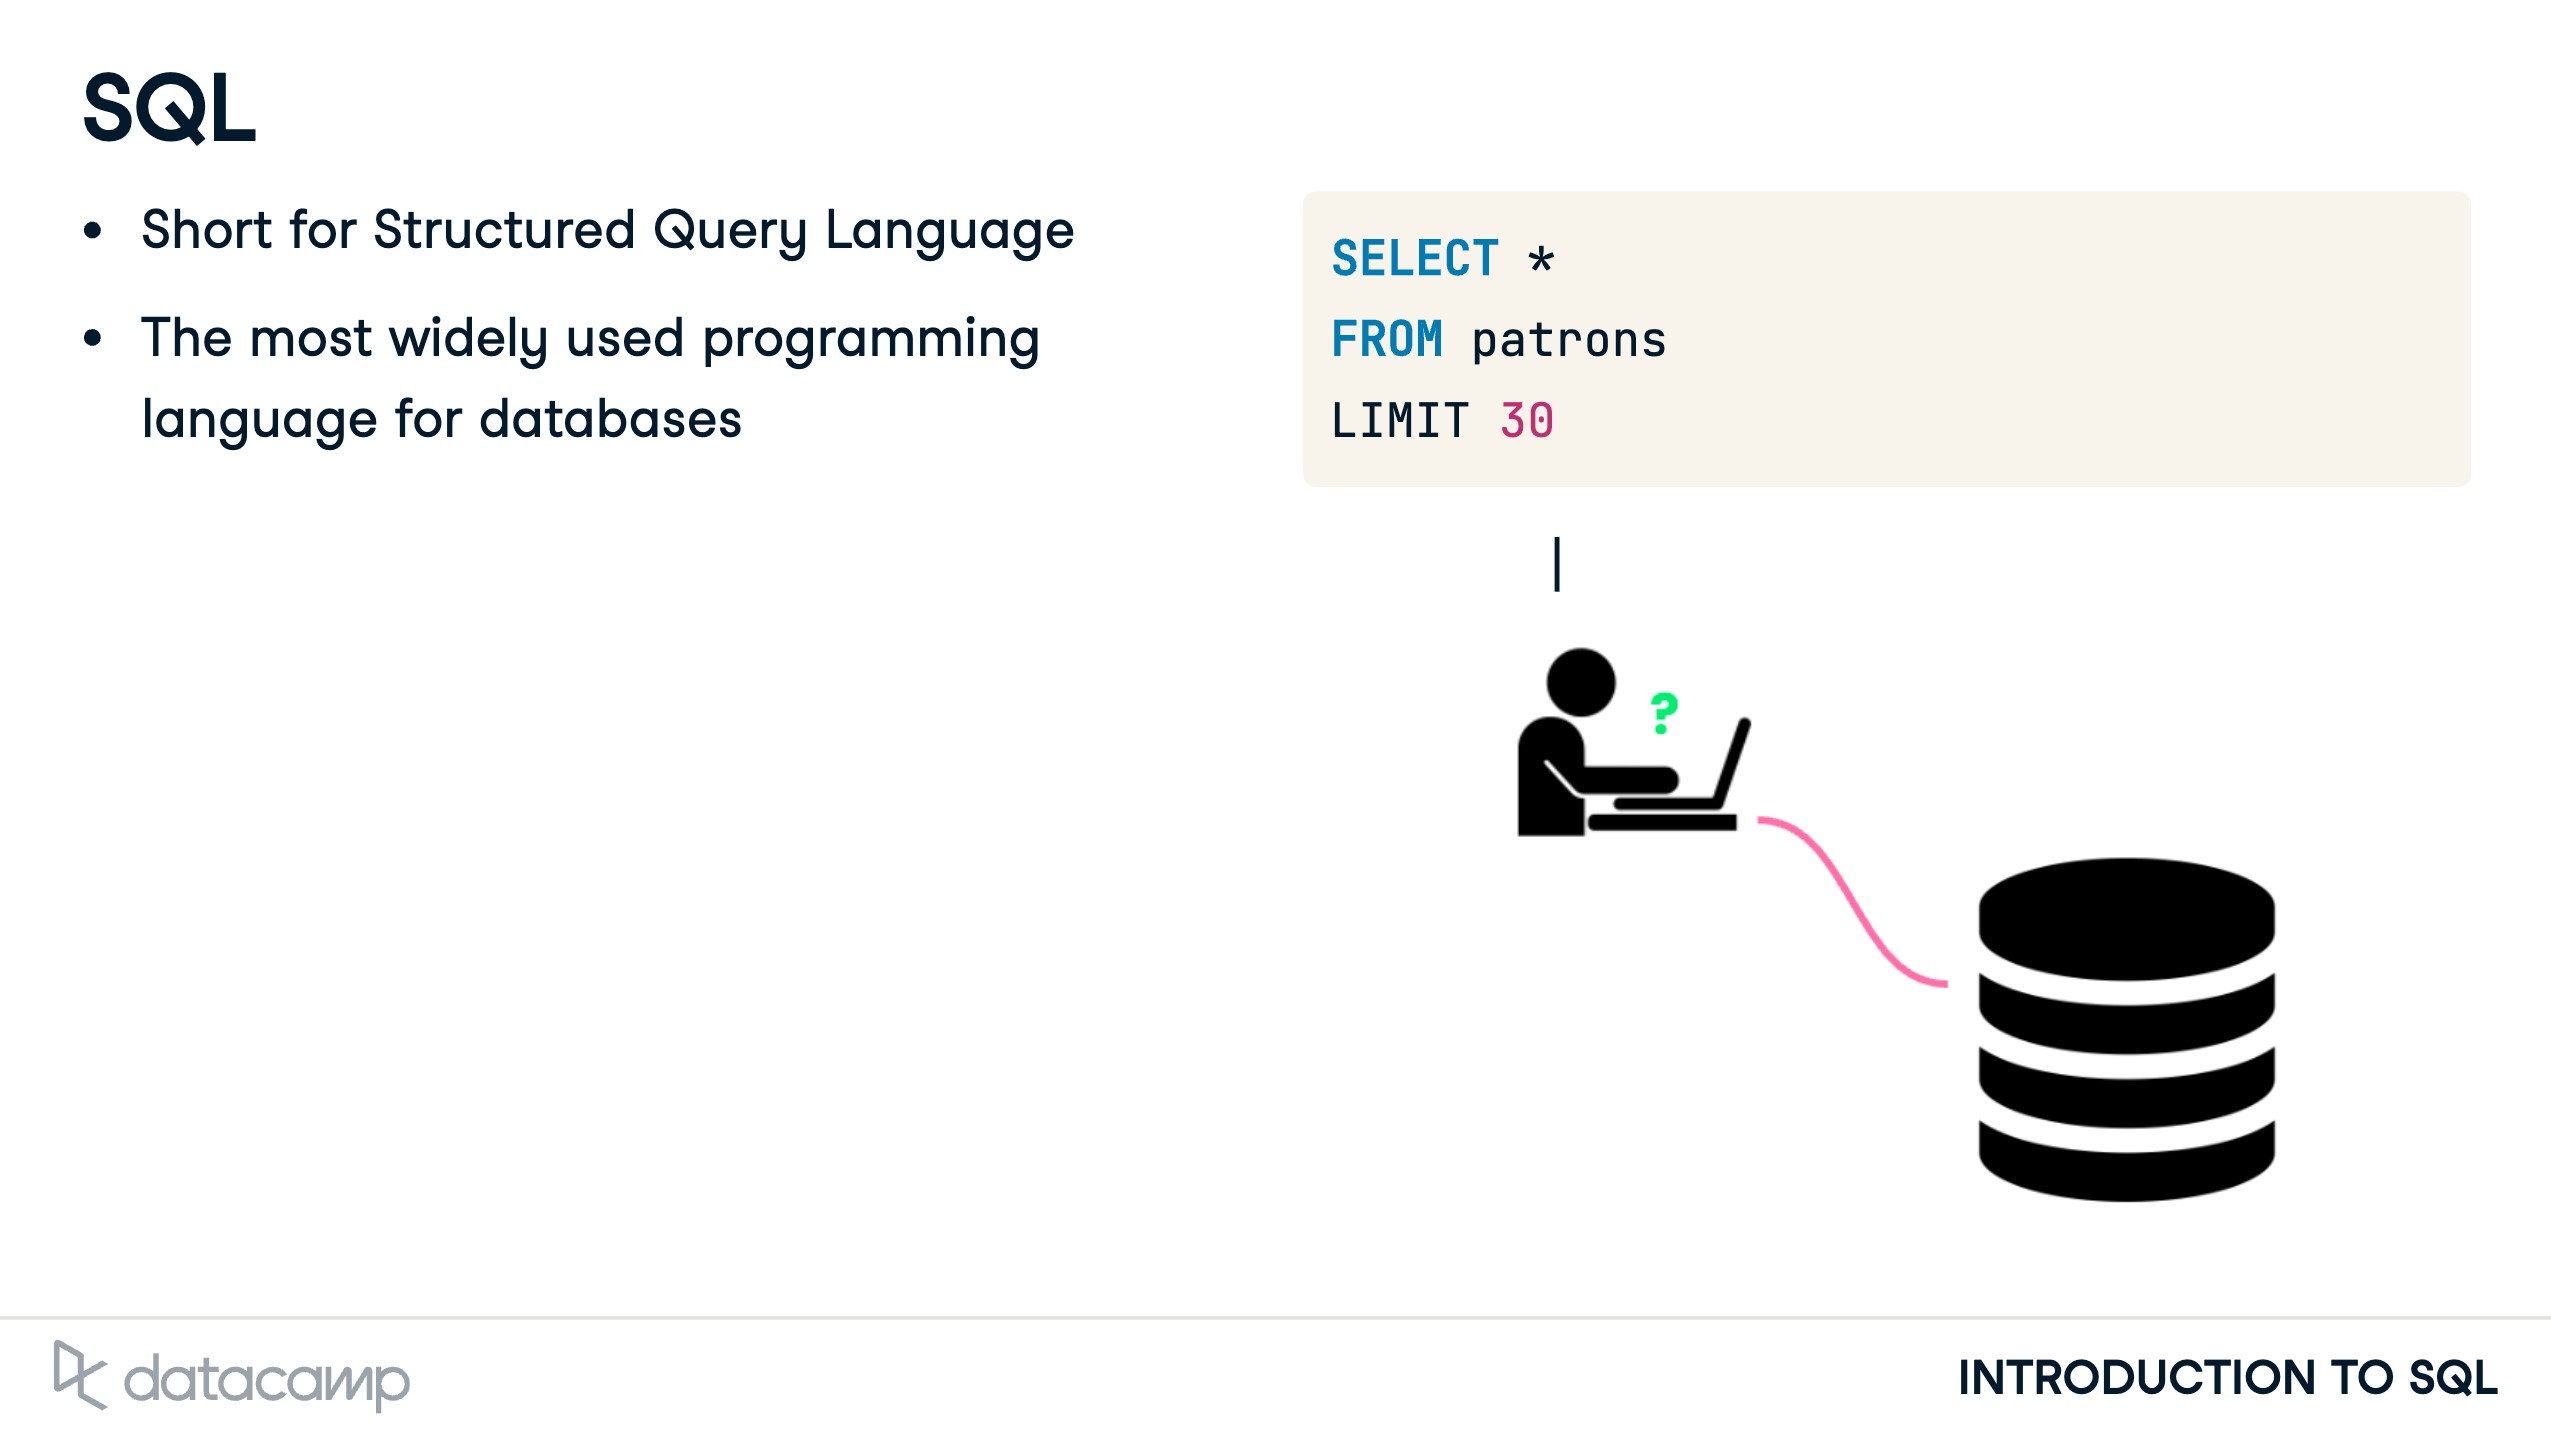 SQL
• Short for Structured Query Language
• The most widely used programming
language for databases
SELECT *
FROM patrons
LIMIT 30
|
?
datacamp
INTRODUCTION TO SQL